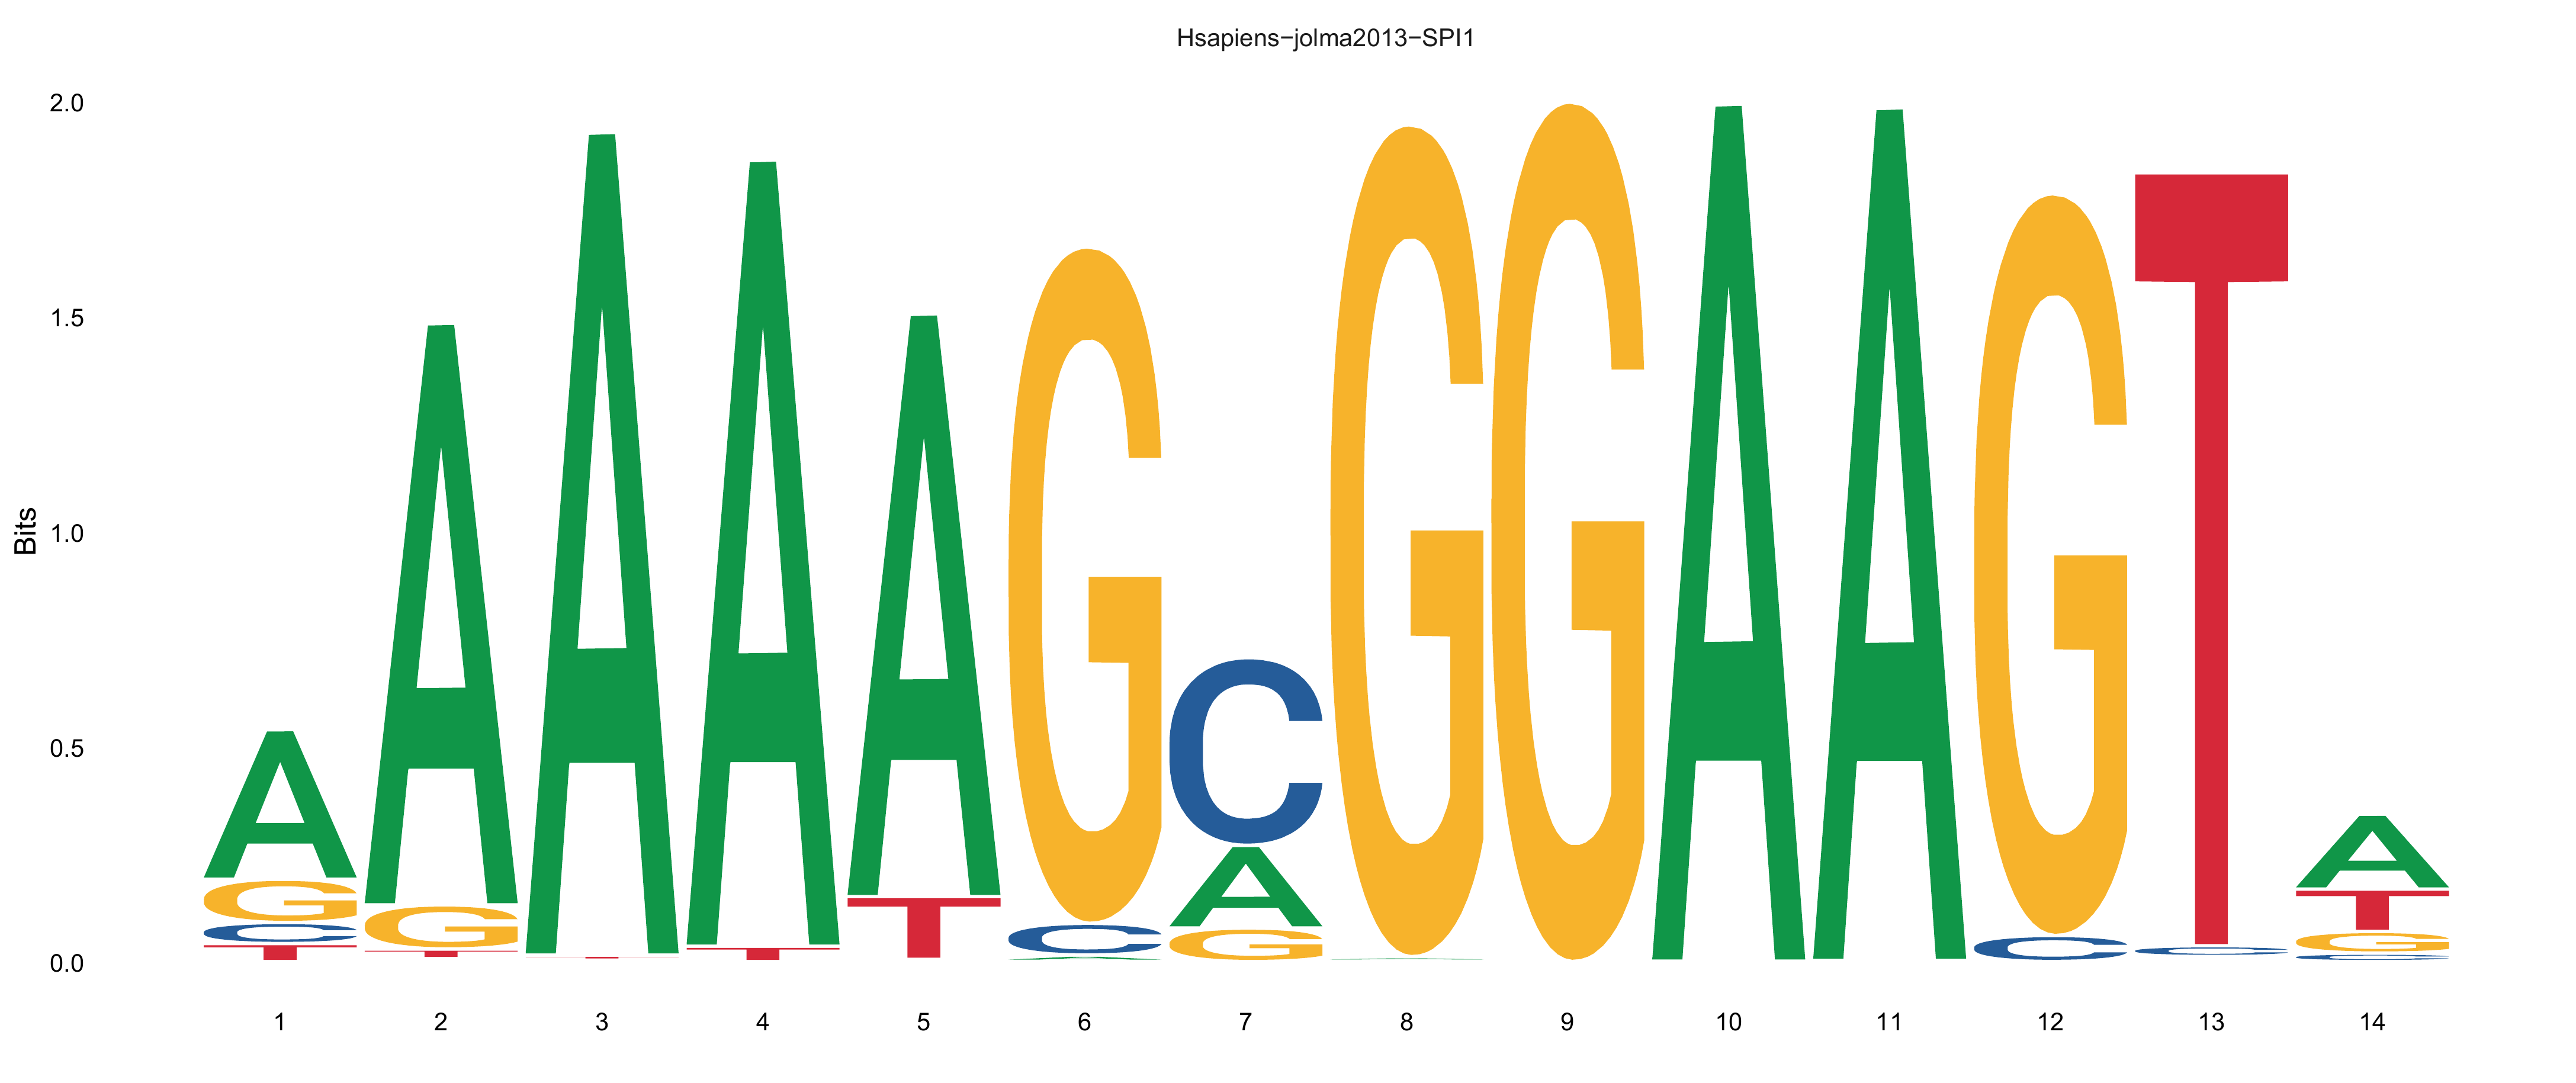 Hsapiens−jolma2013−SPI1
2.0
1.5
1.0
0.5
0.0
Bits
A G C T
A G T
A T
A T
A T
G C A
C A G
G A
G
A
A
G C
T C
A T G C
1 2 3 4 5 6 7 8 9 10 11 12 13 14